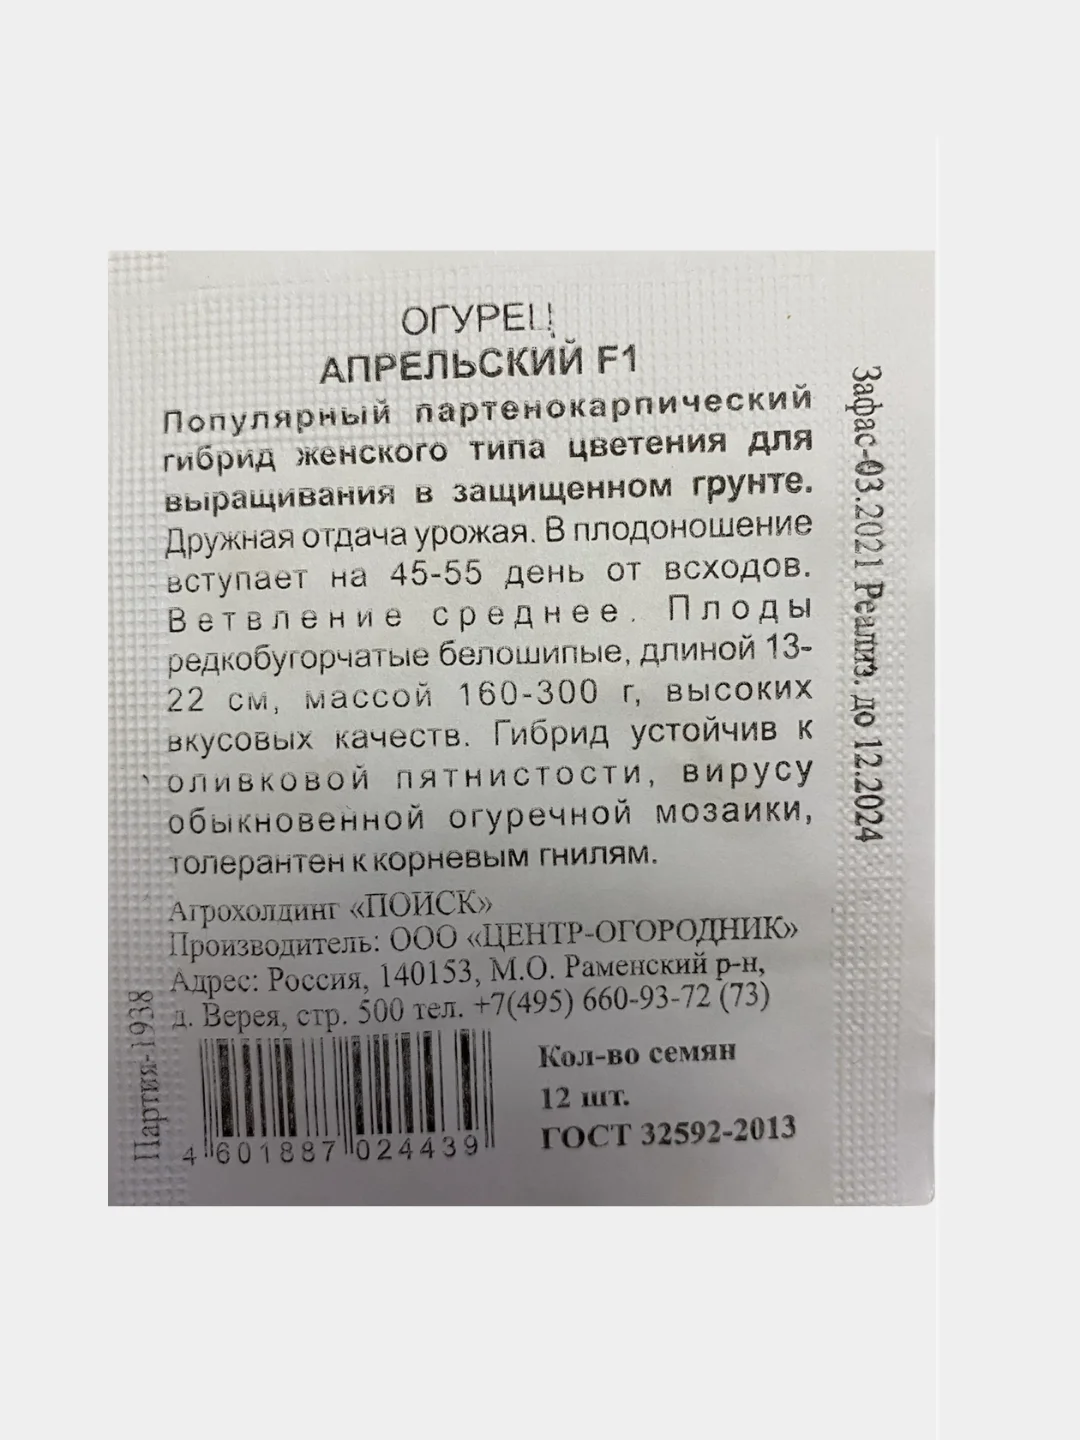 ОГУРЕЦ
АПРЕЛЬСКИЙ F1
Популярный партенокарпический
гибрид женского типа цветения для
выращивания в защищенном грунте.
Дружная отдача урожая. В плодоношение
вступает на 45-55 день от всходов.
Ветвление среднее. Плоды
редкобугорчатые белошипые, длиной 13-
22 см, массой 160-300 г, высоких
вкусовых качеств. Гибрид устойчив к
оливковой пятнистости, вирусу
обыкновенной огуречной мозаики,
толерантен к корневым гнилям.
Агрохолдинг «ПОИСК»
Производитель: ООО «ЦЕНТР-ОГОРОДНИК»
Адрес: Россия, 140153, М.О. Раменский р-н,
д. Верея, стр. 500 тел. +7(495) 660-93-72 (73)
Кол-во семян
12 шт.
ГОСТ 32592-2013
4 601887 024439
Партия-1938
Зафас-03.2021 Реализ. до 12.2024